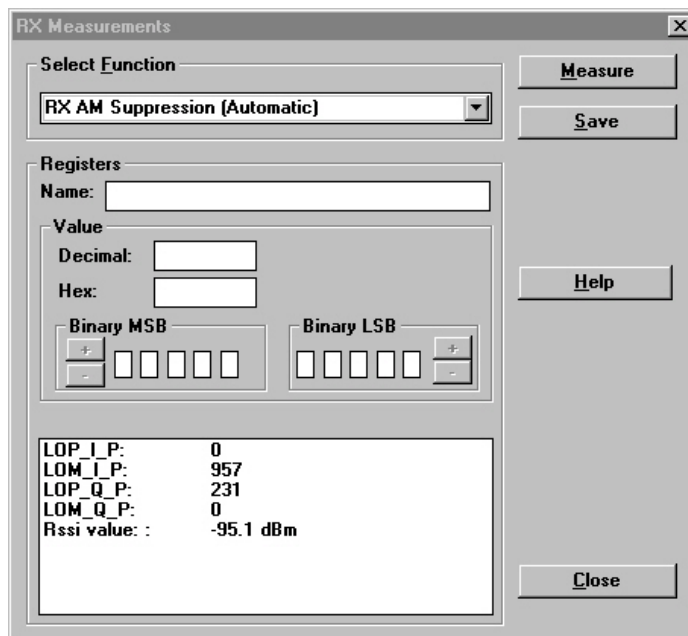 RX Measurements
Select Function
RX AM Suppression (Automatic)
Measure
Save
Registers
Name:
Value
Decimal:
Hex:
Help
Binary MSB
Binary LSB
+
-
+
-
LOP_I_P: 0
LOM_I_P: 957
LOP_Q_P: 231
LOM_Q_P: 0
Rssi value: : -95.1 dBm
Close